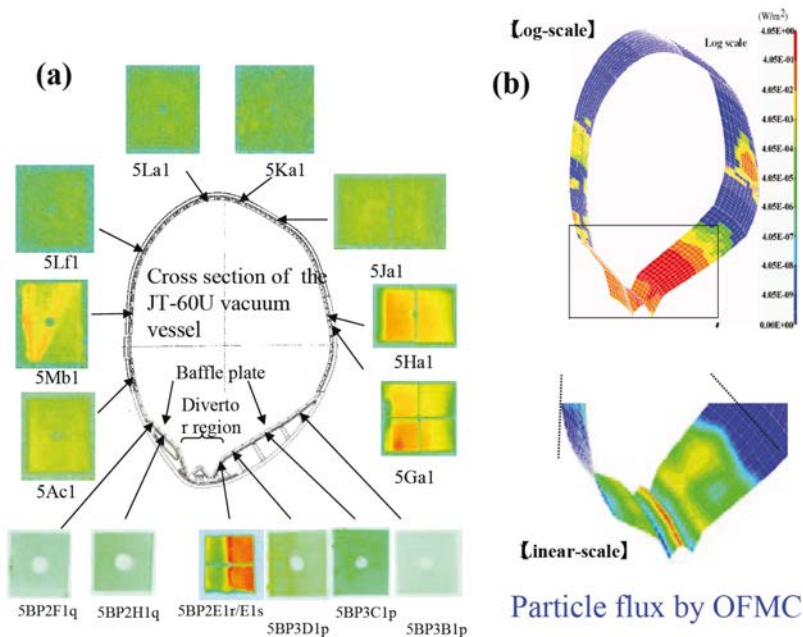 (a)
5La1
5Ka1
5Lf1
5Ja1
Cross section of the
JT-60U vacuum
vessel
5Mb1
5Ha1
Baffle plate
Diverto
r region
5Ac1
5Ga1
5BP2F1q
5BP2H1q
5BP2E1r/E1s
5BP3D1p
5BP3C1p
5BP3B1p
(b)
【Log-scale】
(W/m²)
Log scale
4.05E+00
4.05E-01
4.05E-02
4.05E-03
4.05E-04
4.05E-05
4.05E-06
4.05E-07
4.05E-08
4.05E-09
0.00E+00
【Linear-scale】
Particle flux by OFMC